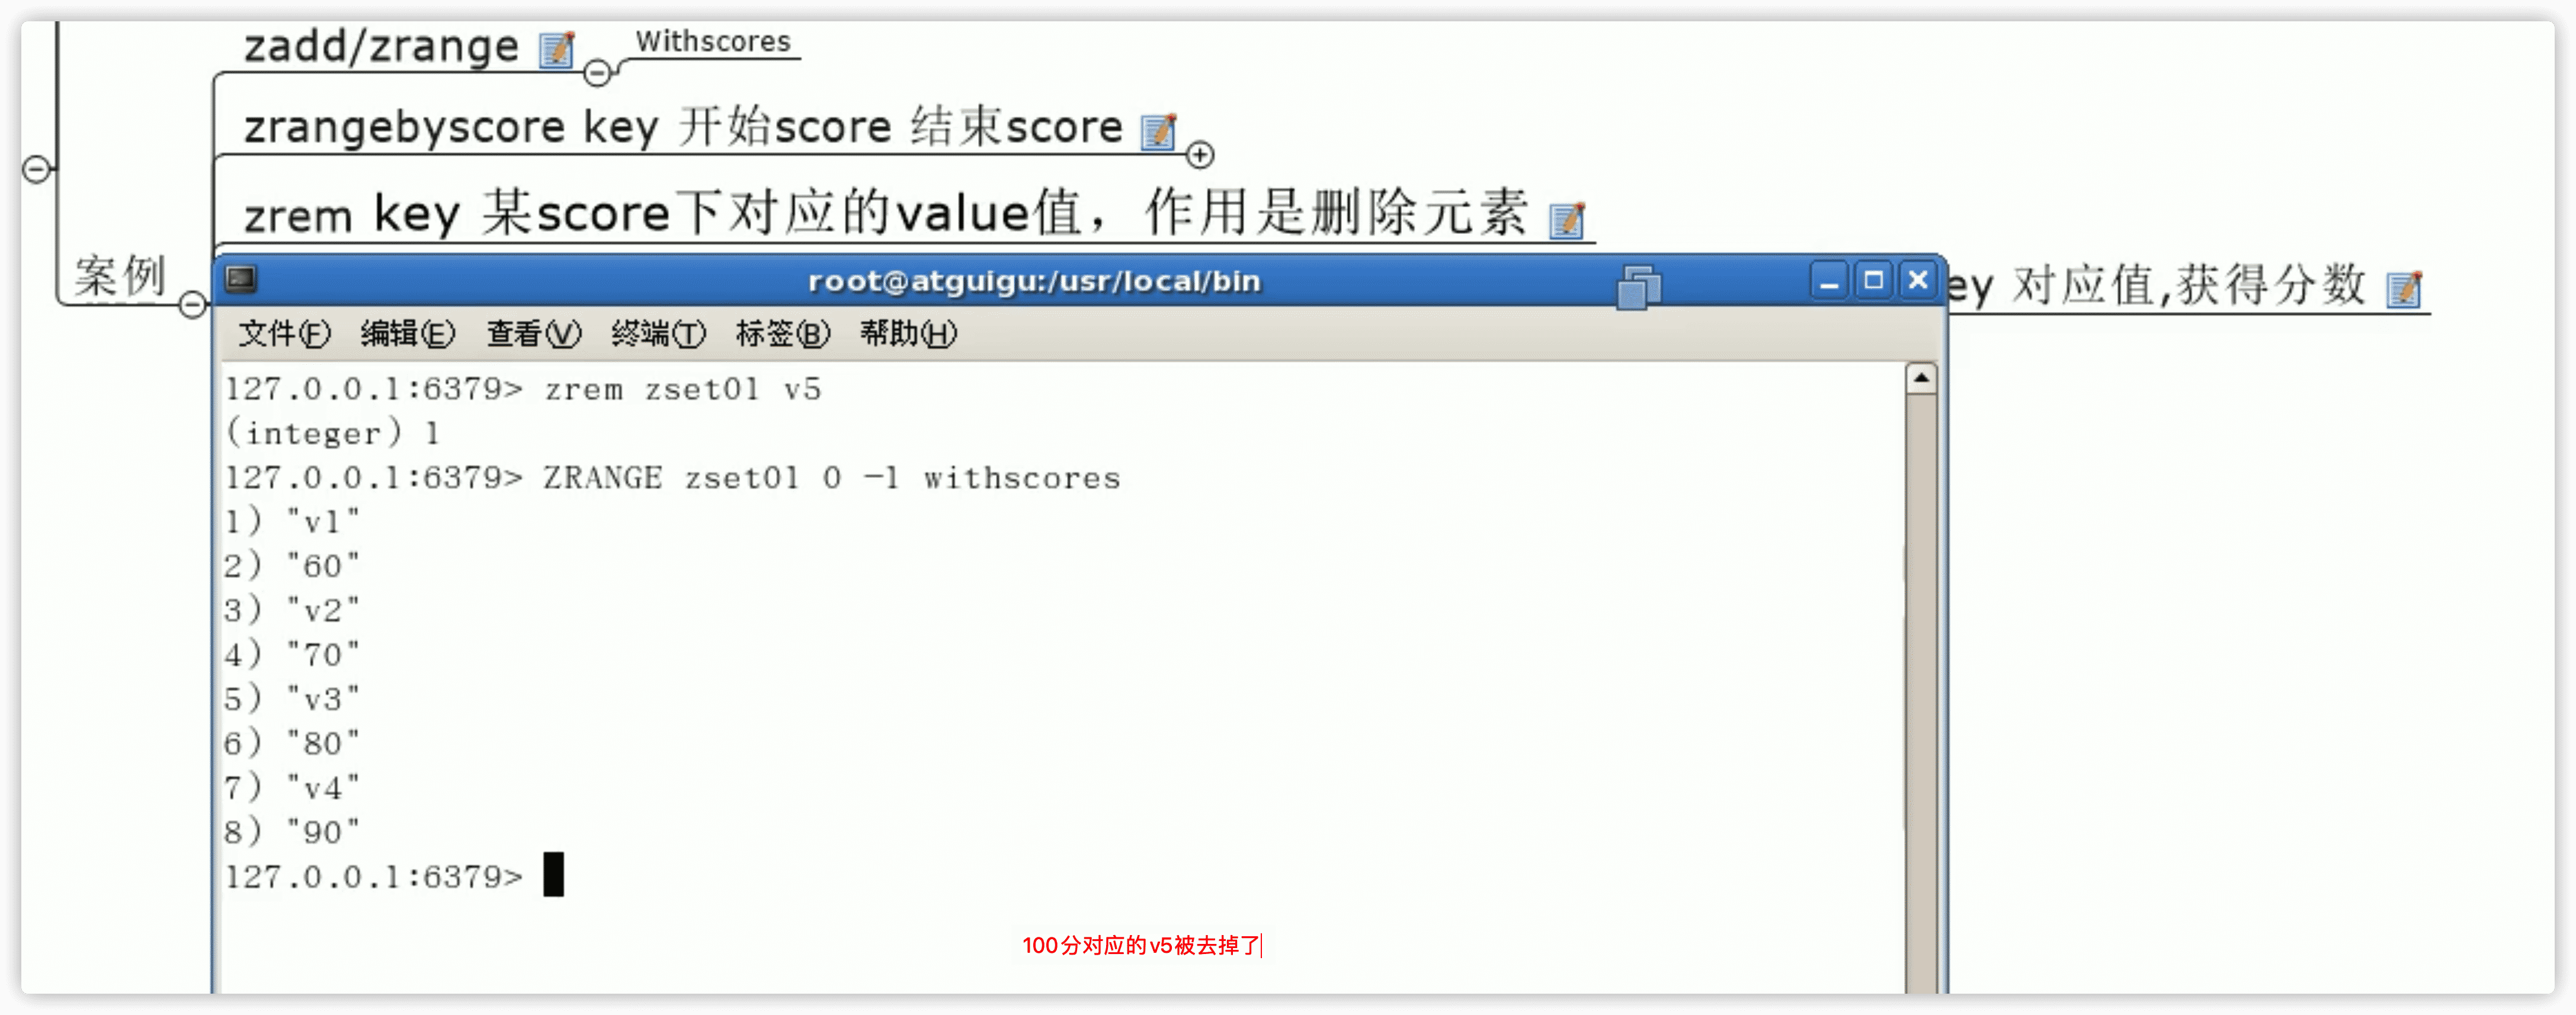 zadd/zrange
Withscores
zrangebyscore key 开始score 结束score
zrem key 某score下对应的value值，作用是删除元素
案例
ey 对应值,获得分数
root@atguigu:/usr/local/bin
文件(F) 编辑(E) 查看(V) 终端(T) 标签(B) 帮助(H)
127.0.0.1:6379> zrem zset01 v5
(integer) 1
127.0.0.1:6379> ZRANGE zset01 0 -1 withscores
1) "v1"
2) "60"
3) "v2"
4) "70"
5) "v3"
6) "80"
7) "v4"
8) "90"
127.0.0.1:6379>
100分对应的v5被去掉了